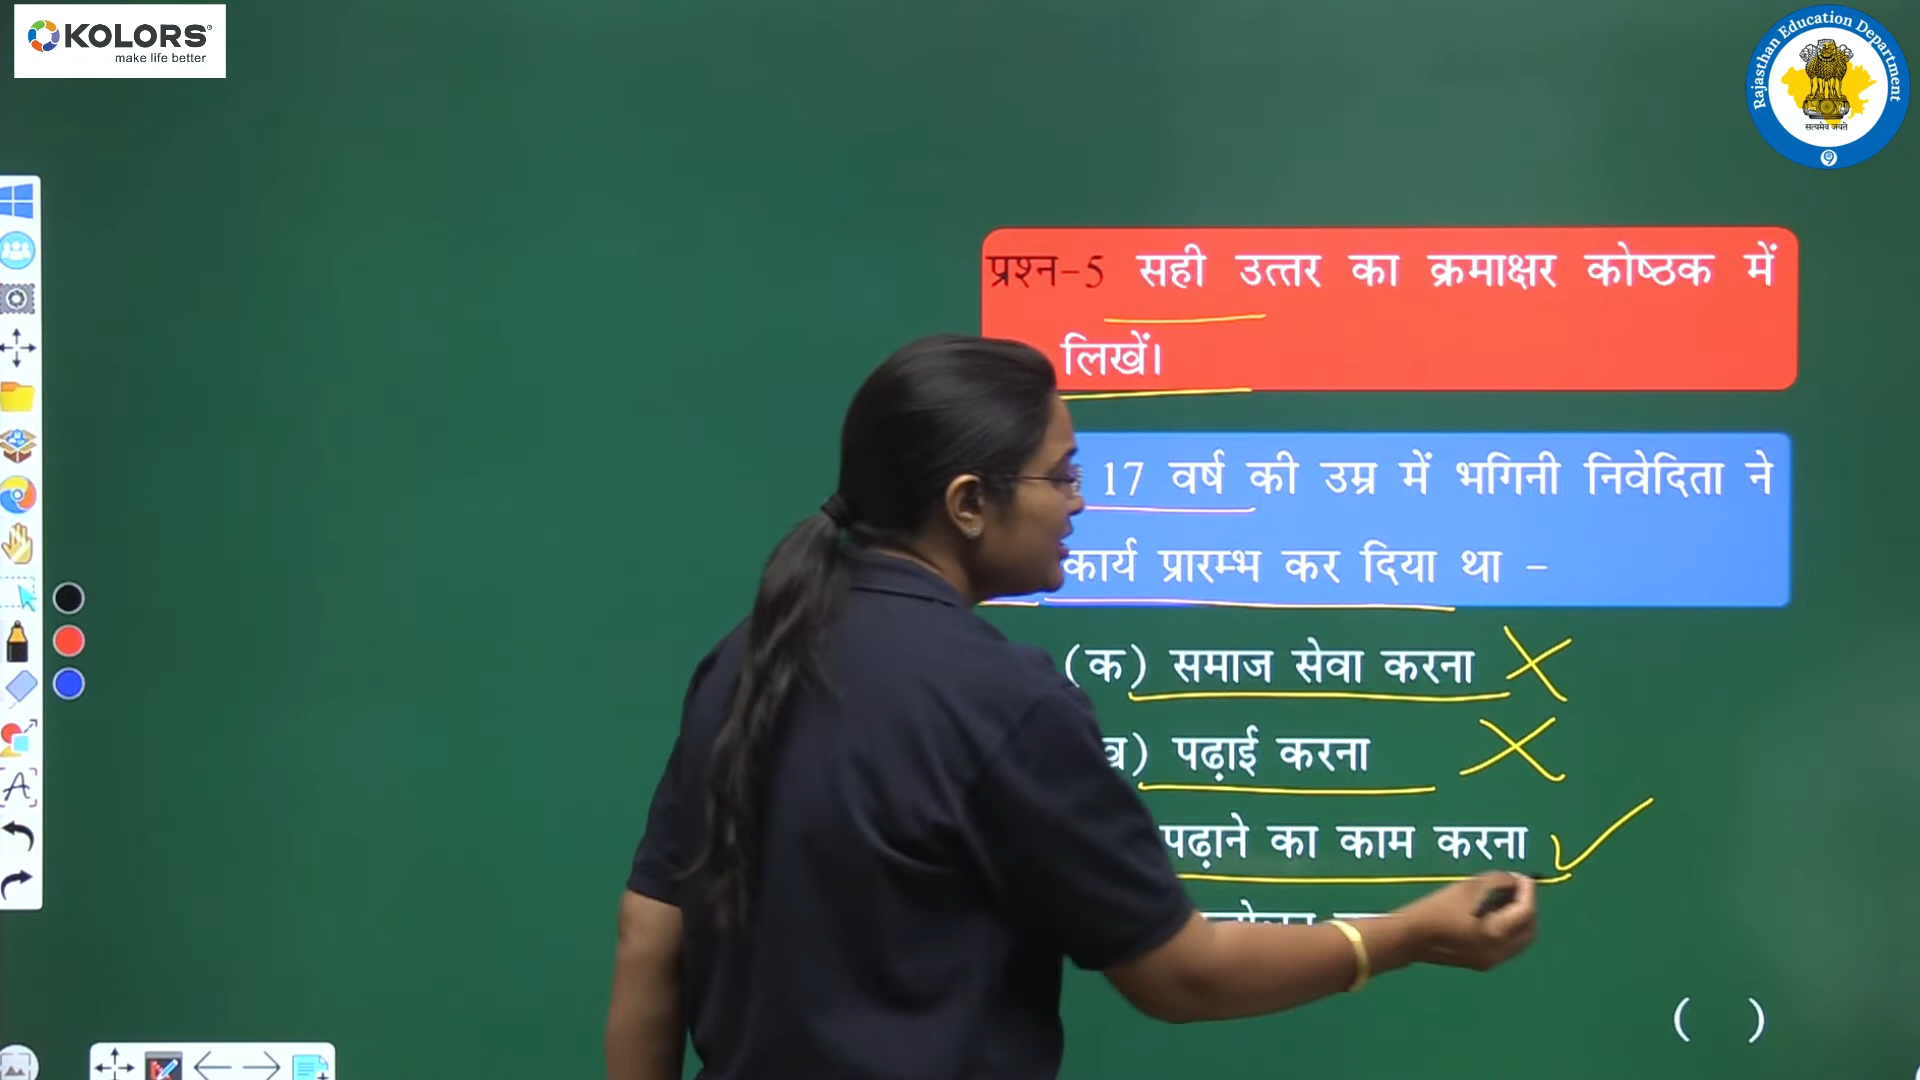 KOLORS
make life better
Rajasthan Education Department
सत्यमेव जयते
प्रश्न-5 सही उत्तर का क्रमाक्षर कोष्ठक में
लिखें।
17 वर्ष की उम्र में भगिनी निवेदिता ने
कार्य प्रारम्भ कर दिया था -
(क) समाज सेवा करना
ख) पढ़ाई करना
पढ़ाने का काम करना
( )